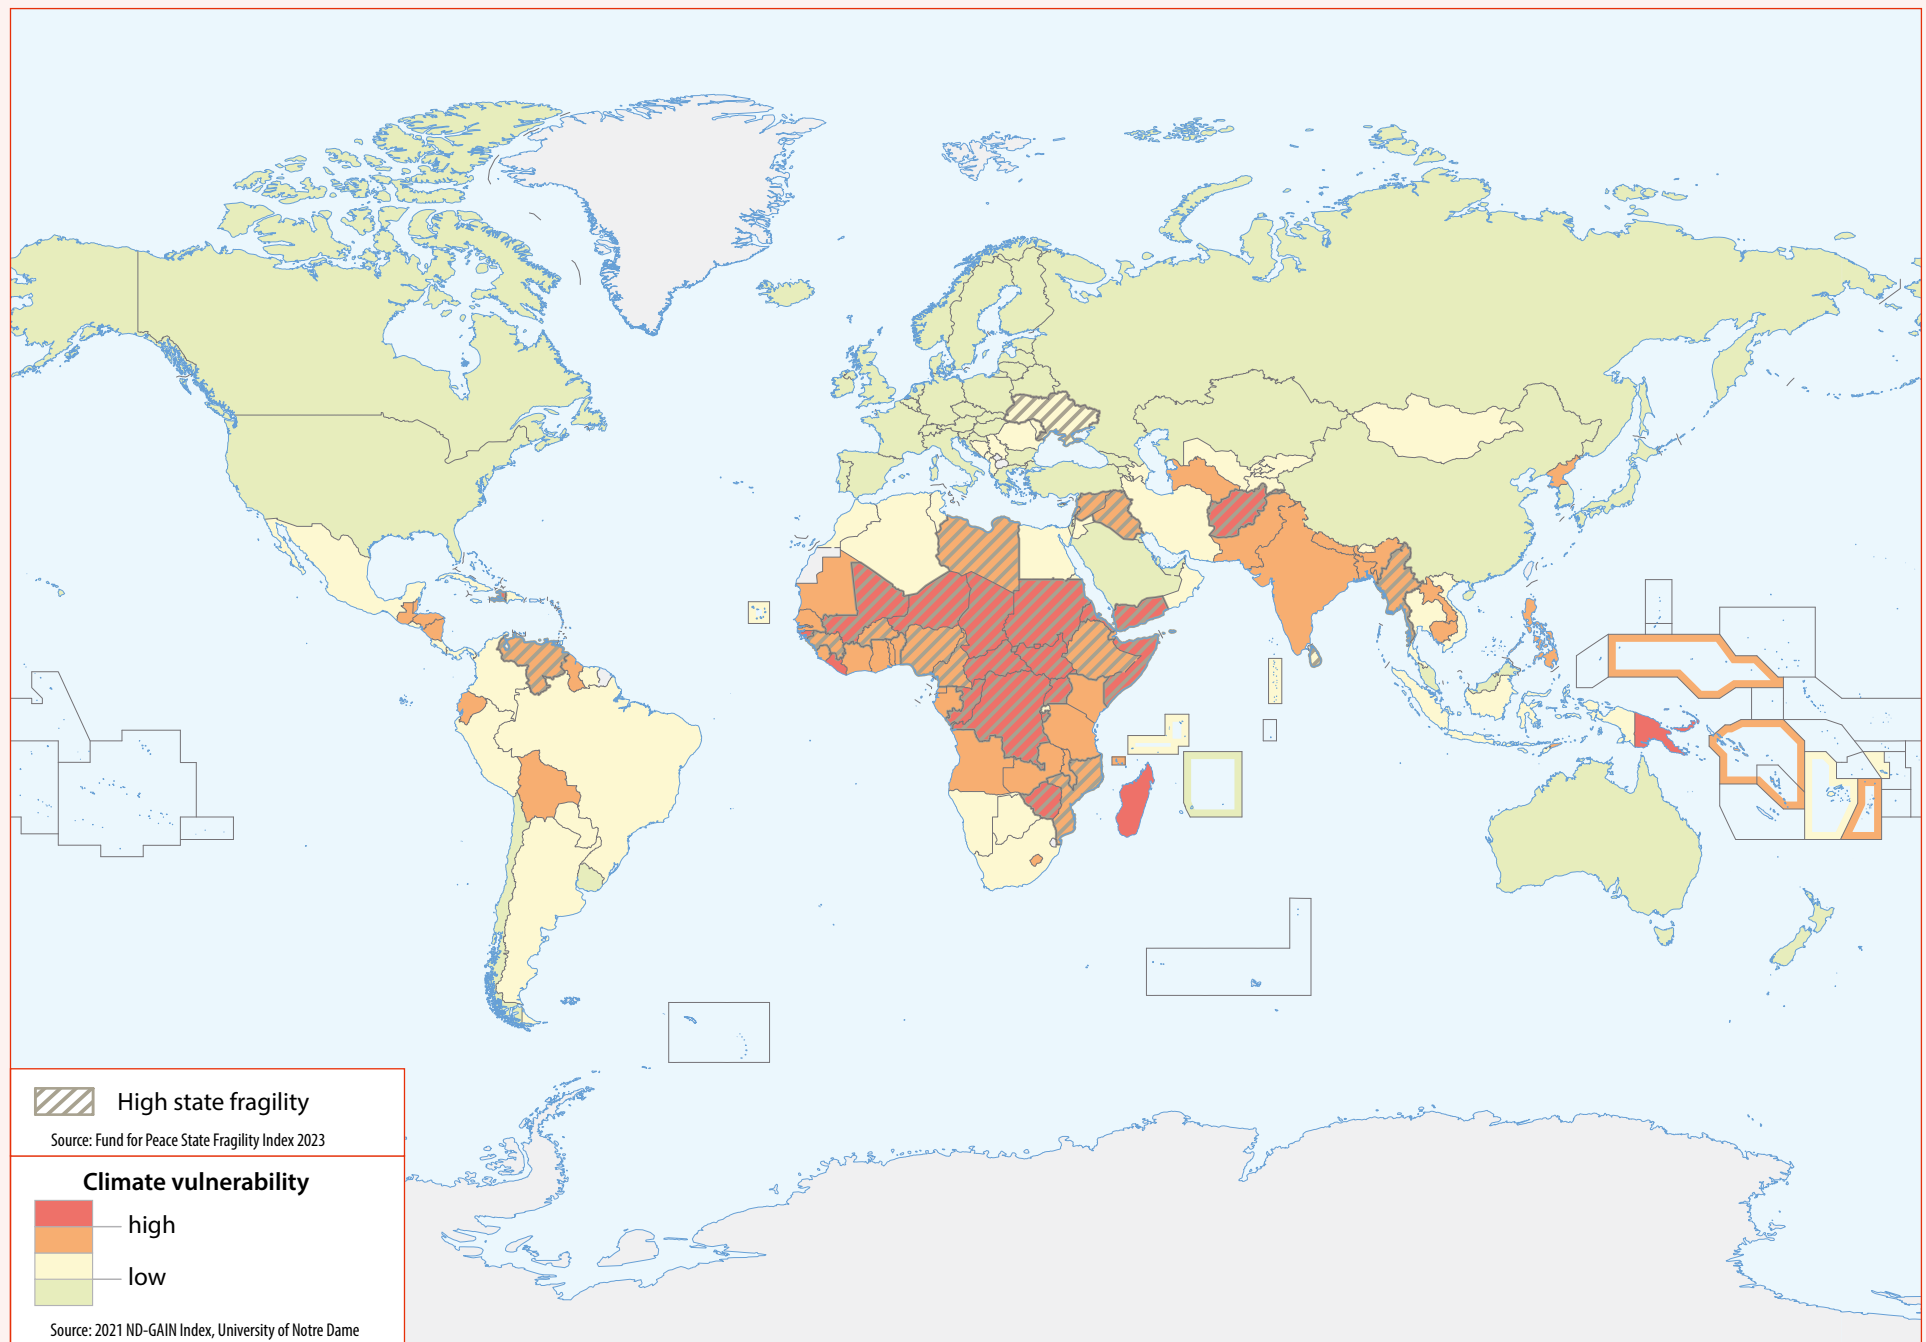 High state fragility
Source: Fund for Peace State Fragility Index 2023
Climate vulnerability
high
low
Source: 2021 ND-GAIN Index, University of Notre Dame